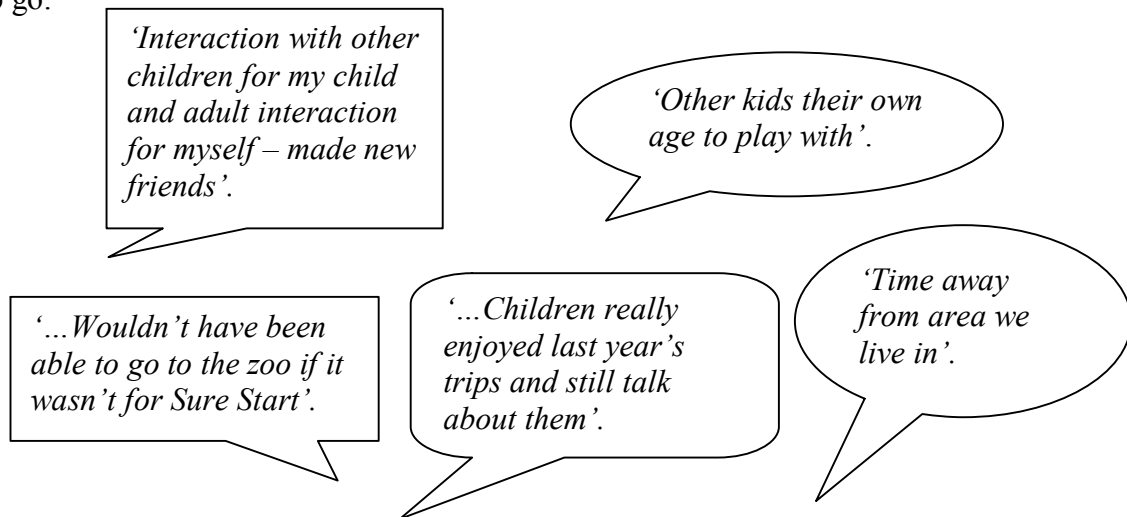 go.
‘Interaction with other
children for my child
and adult interaction
for myself – made new
friends’.
‘Other kids their own
age to play with’.
‘…Wouldn’t have been
able to go to the zoo if it
wasn’t for Sure Start’.
‘…Children really
enjoyed last year’s
trips and still talk
about them’.
‘Time away
from area we
live in’.